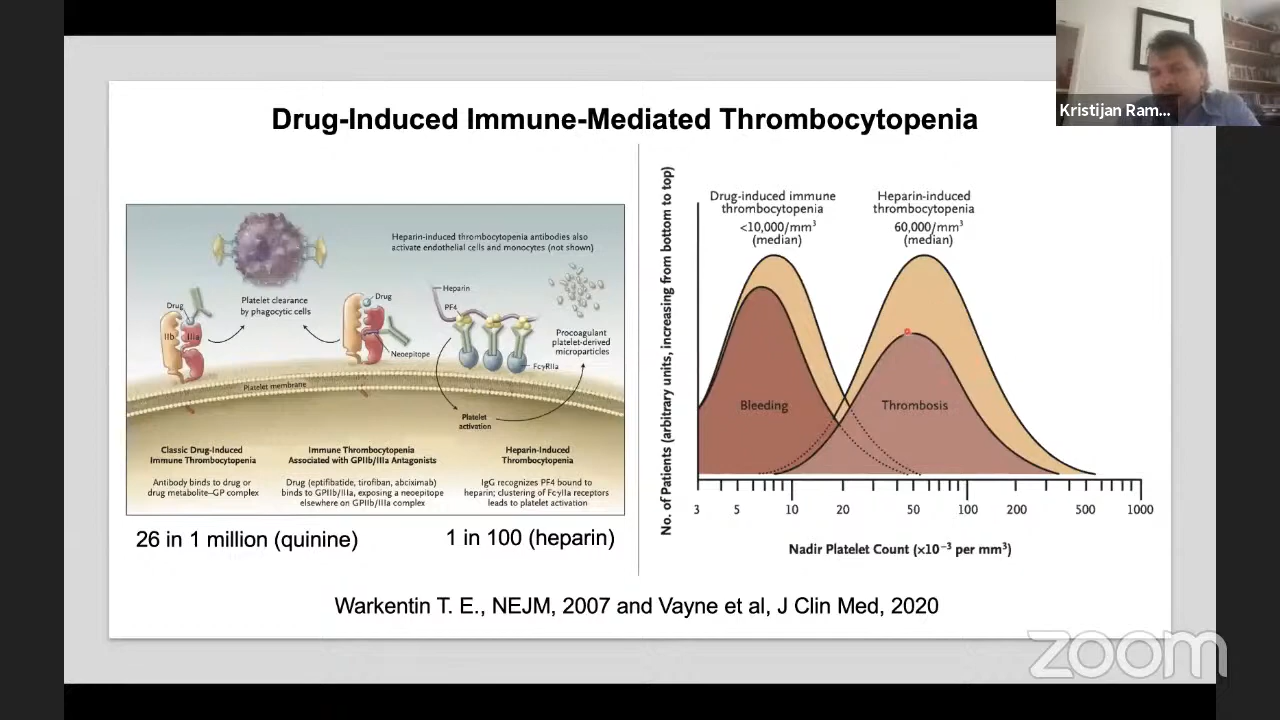 Kristijan Ram...
Drug-Induced Immune-Mediated Thrombocytopenia
Heparin-induced thrombocytopenia antibodies also
activate endothelial cells and monocytes (not shown)
Drug
IIb
IIIa
Platelet clearance
by phagocytic cells
Drug
Neoepitope
Heparin
PF4
FcγRIIa
Procoagulant
platelet-derived
microparticles
Platelet membrane
Platelet
activation
Classic Drug-Induced
Immune Thrombocytopenia
Antibody binds to drug or
drug metabolite–GP complex
Immune Thrombocytopenia
Associated with GPIIb/IIIa Antagonists
Drug (eptifibatide, tirofiban, abciximab)
binds to GPIIb/IIIa, exposing a neoepitope
elsewhere on GPIIb/IIIa complex
Heparin-Induced
Thrombocytopenia
IgG recognizes PF4 bound to
heparin; clustering of FcγIIa receptors
leads to platelet activation
26 in 1 million (quinine)
1 in 100 (heparin)
No. of Patients (arbitrary units, increasing from bottom to top)
Drug-induced immune
thrombocytopenia
<10,000/mm³
(median)
Heparin-induced
thrombocytopenia
60,000/mm³
(median)
Bleeding
Thrombosis
3 5 10 20 50 100 200 500 1000
Nadir Platelet Count (×10⁻³ per mm³)
Warkentin T. E., NEJM, 2007 and Vayne et al, J Clin Med, 2020
zoom